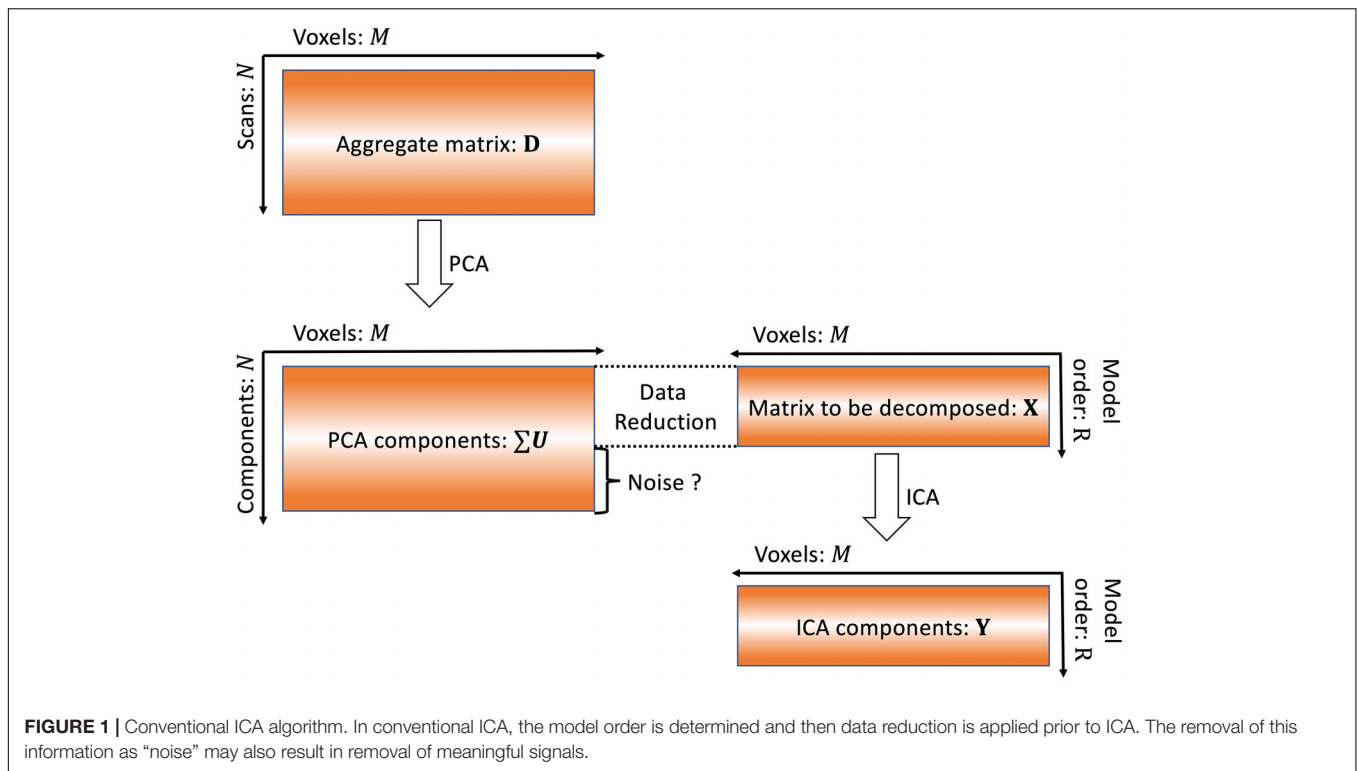 Voxels: M
Scans: N
Aggregate matrix: D
PCA
Voxels: M
Components: N
PCA components: ∑U
Data
Reduction
Noise ?
Voxels: M
Model
order: R
Matrix to be decomposed: X
ICA
Voxels: M
Model
order: R
ICA components: Y
FIGURE 1 | Conventional ICA algorithm. In conventional ICA, the model order is determined and then data reduction is applied prior to ICA. The removal of this
information as “noise” may also result in removal of meaningful signals.